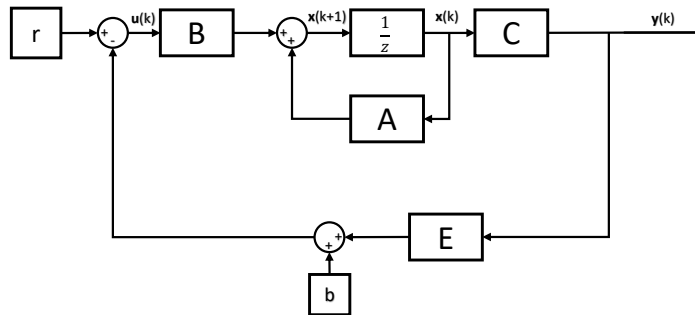 r
+
-
u(k)
B
+
+
x(k+1)
1
z
x(k)
C
y(k)
A
E
+
+
b